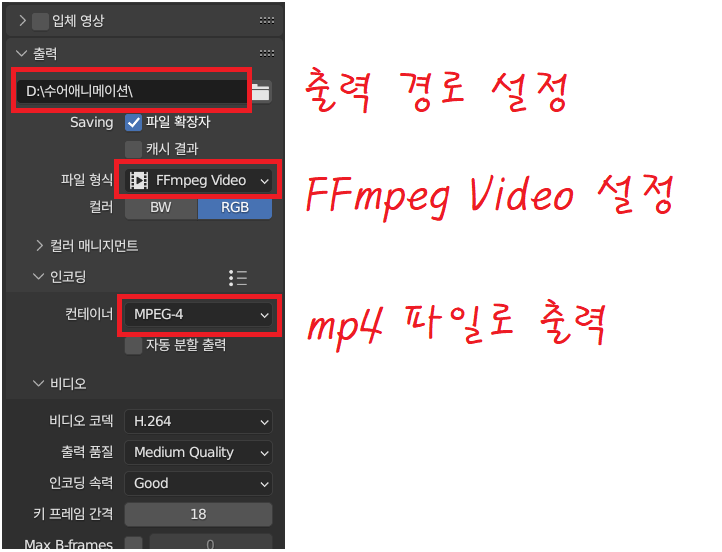 입체 영상
출력
D:\수어애니메이션\
출력 경로 설정
Saving 파일 확장자
캐시 결과
파일 형식 FFmpeg Video
FFmpeg Video 설정
컬러 BW RGB
컬러 매니지먼트
인코딩
컨테이너 MPEG-4
mp4 파일로 출력
자동 분할 출력
비디오
비디오 코덱 H.264
출력 품질 Medium Quality
인코딩 속력 Good
키 프레임 간격 18
Max B-frames 0